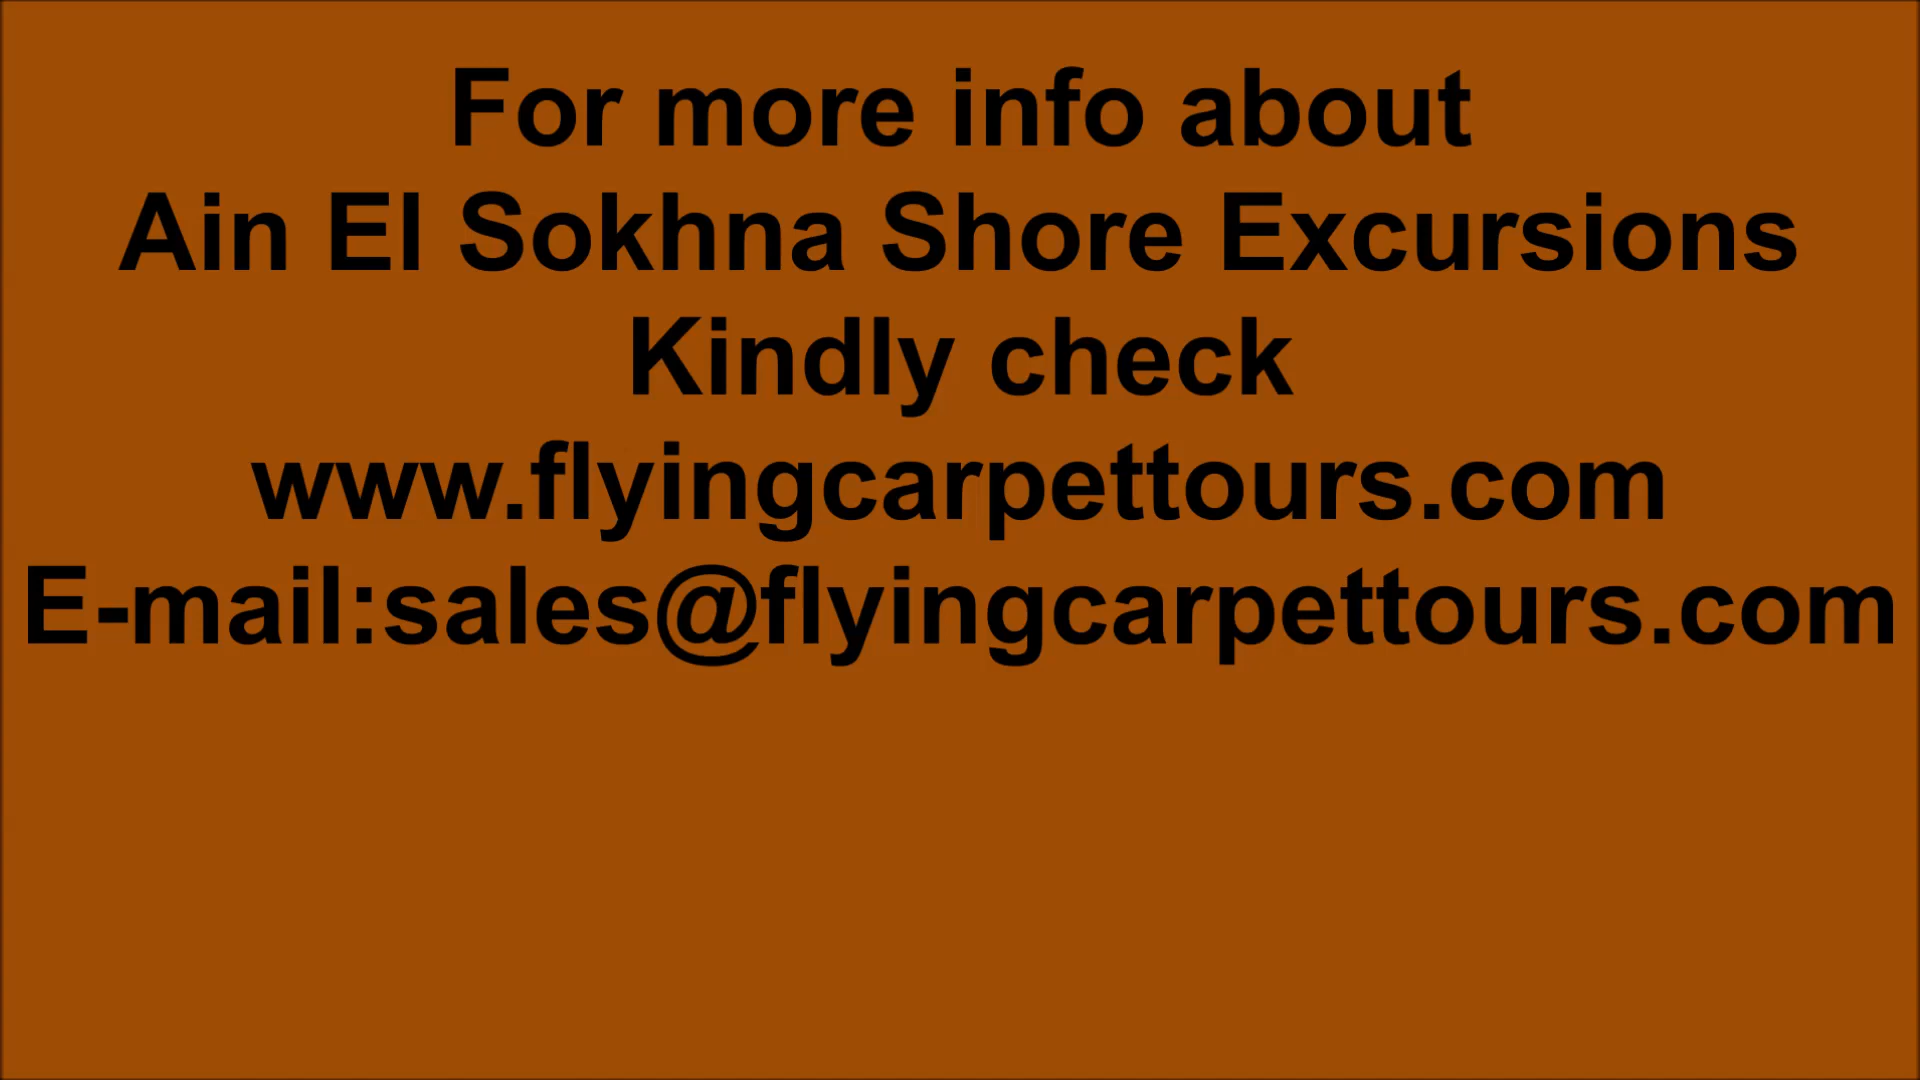 For more info about
Ain El Sokhna Shore Excursions
Kindly check
www.flyingcarpettours.com
E-mail:sales@flyingcarpettours.com